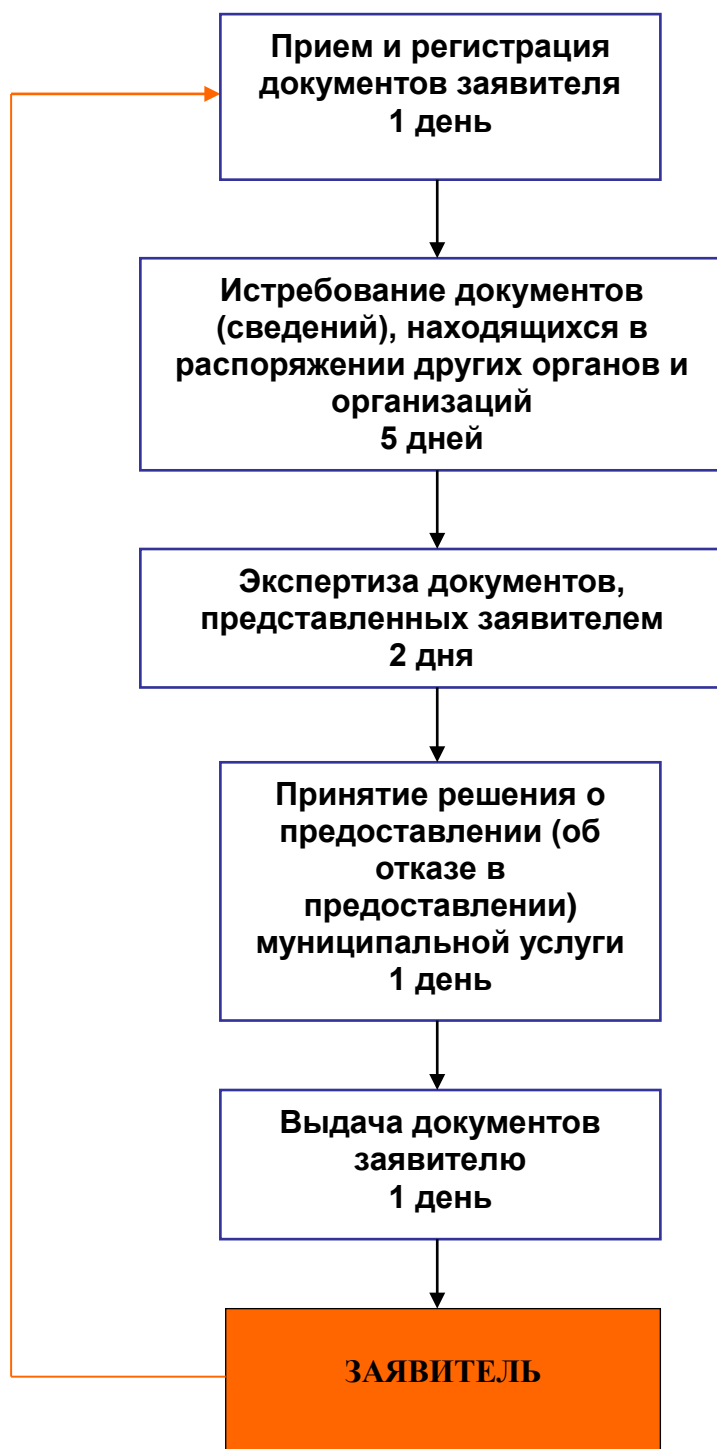 Прием и регистрация
документов заявителя
1 день
Истребование документов
(сведений), находящихся в
распоряжении других органов и
организаций
5 дней
Экспертиза документов,
представленных заявителем
2 дня
Принятие решения о
предоставлении (об
отказе в
предоставлении)
муниципальной услуги
1 день
Выдача документов
заявителю
1 день
ЗАЯВИТЕЛЬ